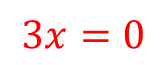 3x = 0